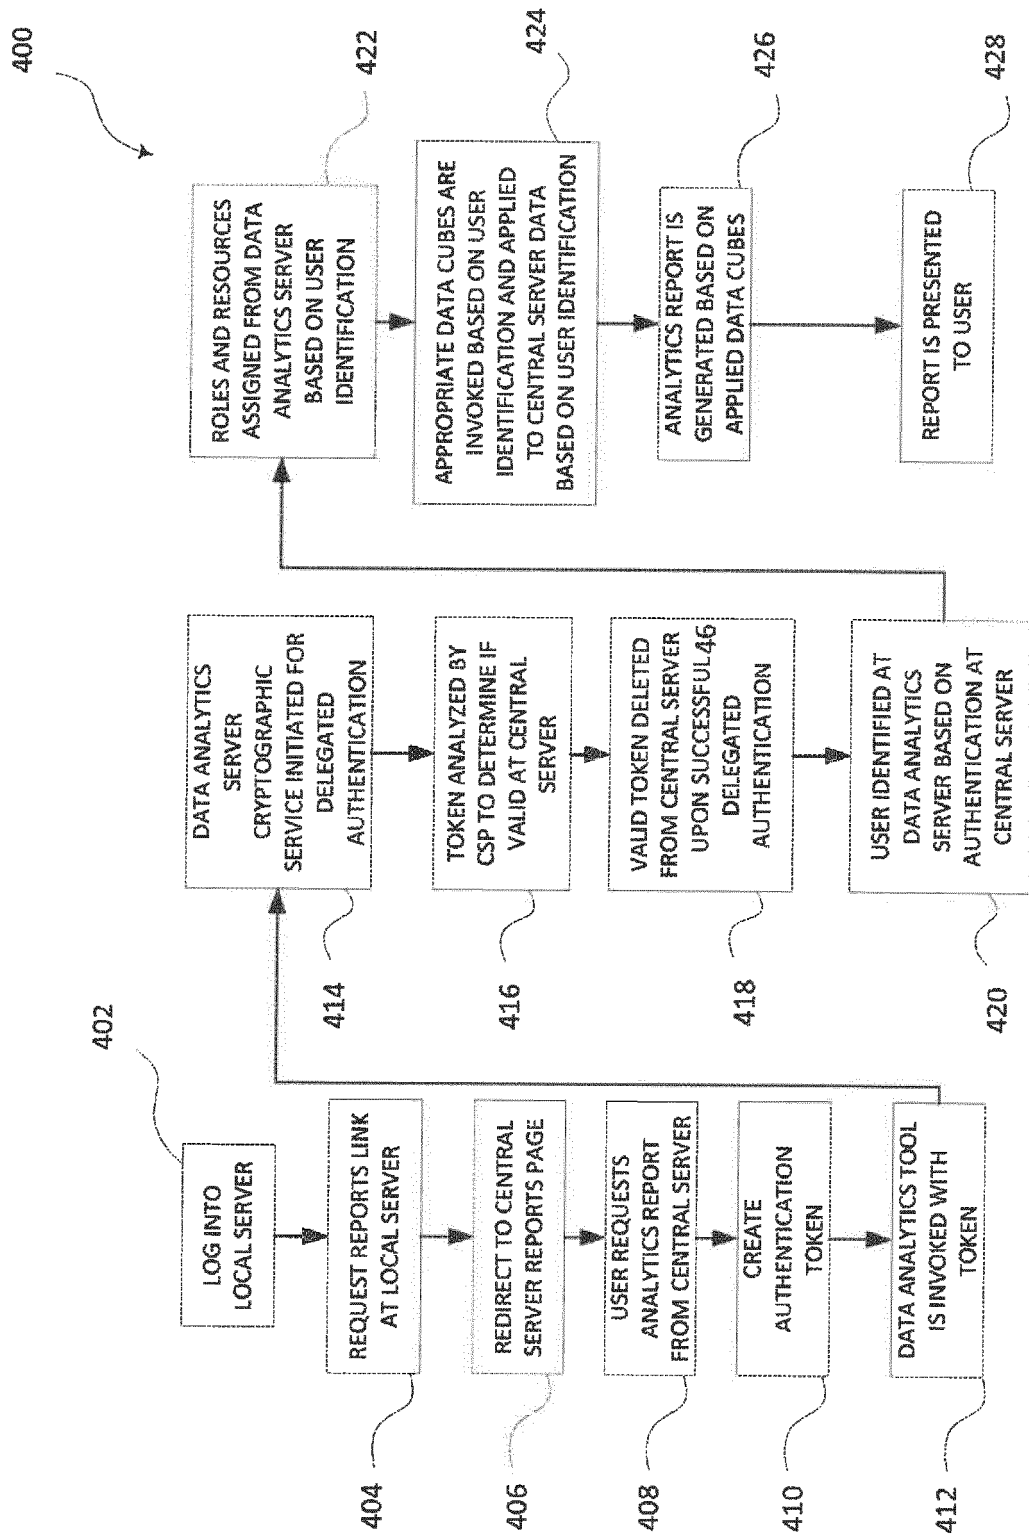 400
402
LOG INTO
LOCAL SERVER
404
REQUEST REPORTS LINK
AT LOCAL SERVER
406
REDIRECT TO CENTRAL
SERVER REPORTS PAGE
408
USER REQUESTS
ANALYTICS REPORT
FROM CENTRAL SERVER
410
CREATE
AUTHENTICATION
TOKEN
412
DATA ANALYTICS TOOL
IS INVOKED WITH
TOKEN
414
DATA ANALYTICS
SERVER
CRYPTOGRAPHIC
SERVICE INITIATED FOR
DELEGATED
AUTHENTICATION
416
TOKEN ANALYZED BY
CSP TO DETERMINE IF
VALID AT CENTRAL
SERVER
418
VALID TOKEN DELETED
FROM CENTRAL SERVER
UPON SUCCESSFUL46
DELEGATED
AUTHENTICATION
420
USER IDENTIFIED AT
DATA ANALYTICS
SERVER BASED ON
AUTHENTICATION AT
CENTRAL SERVER
422
ROLES AND RESOURCES
ASSIGNED FROM DATA
ANALYTICS SERVER
BASED ON USER
IDENTIFICATION
424
APPROPRIATE DATA CUBES ARE
INVOKED BASED ON USER
IDENTIFICATION AND APPLIED
TO CENTRAL SERVER DATA
BASED ON USER IDENTIFICATION
426
ANALYTICS REPORT IS
GENERATED BASED ON
APPLIED DATA CUBES
428
REPORT IS PRESENTED
TO USER